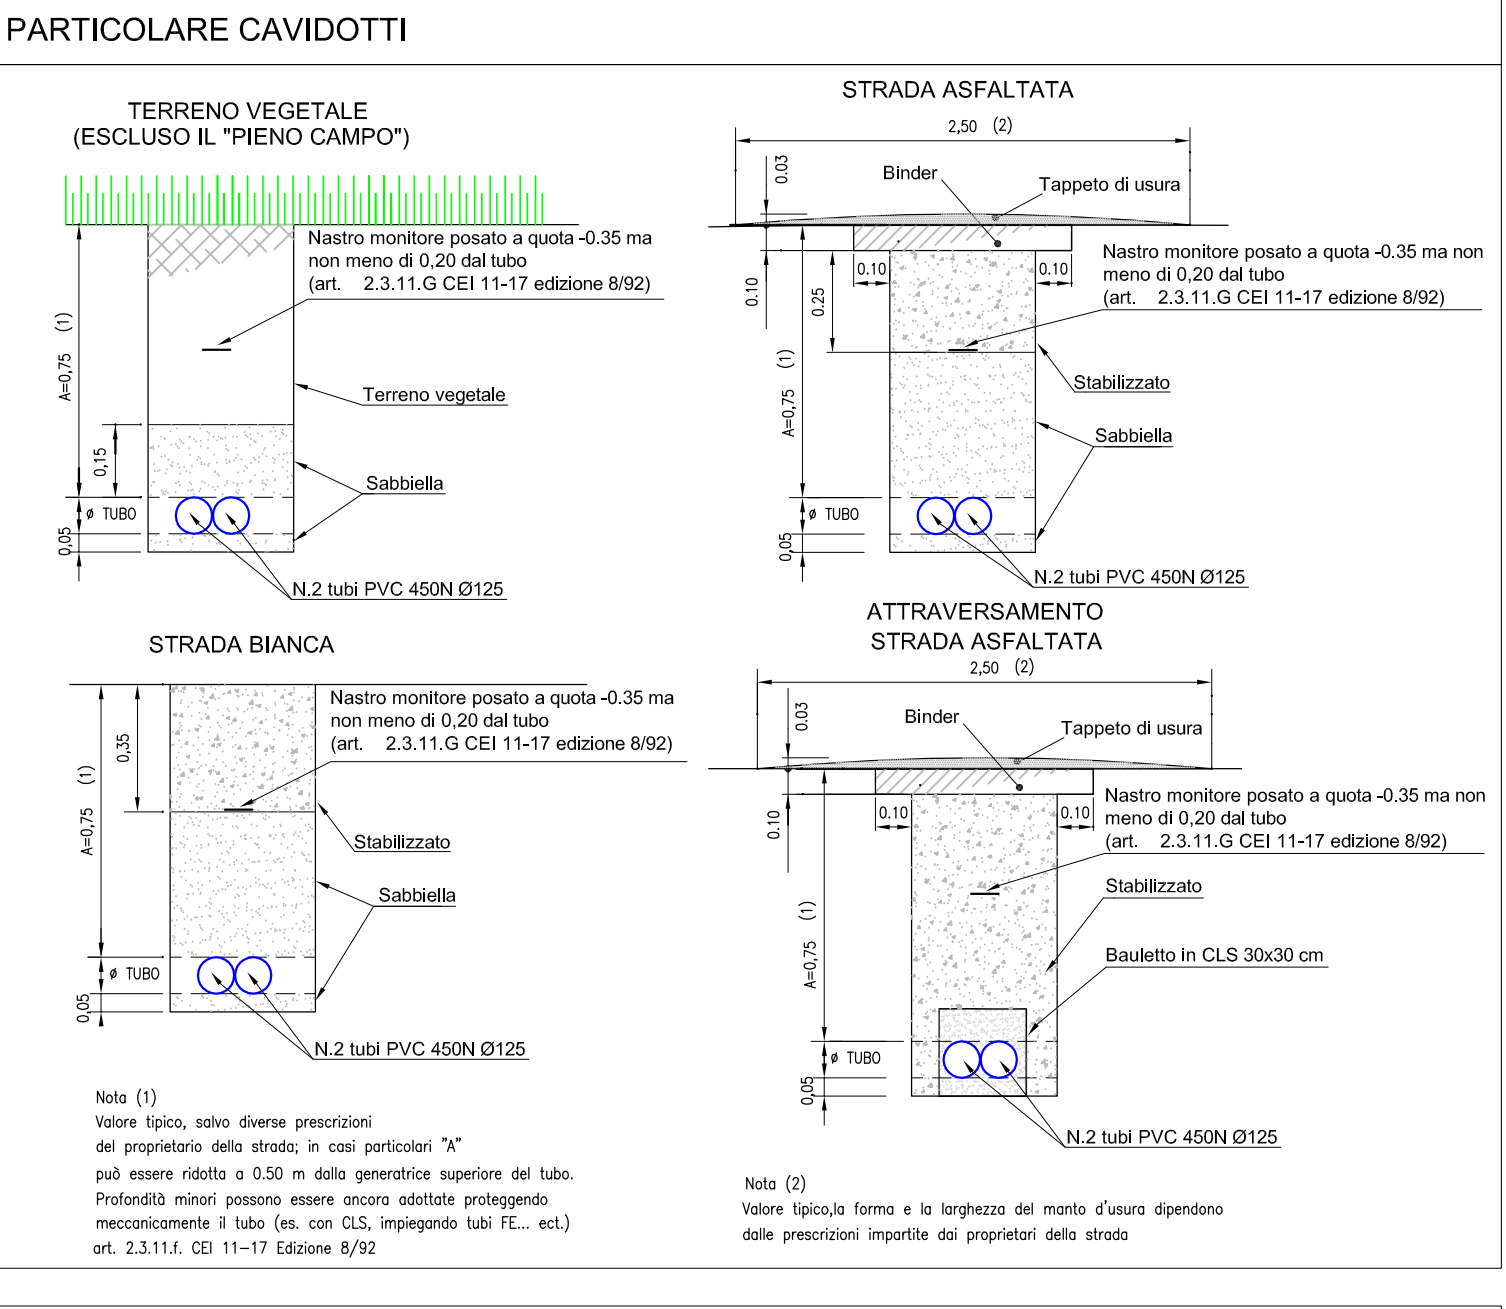 PARTICOLARE CAVIDOTTI
TERRENO VEGETALE
(ESCLUSO IL "PIENO CAMPO")
A=0,75 (1)
0,15
ø TUBO
0,05
Nastro monitore posato a quota -0.35 ma
non meno di 0,20 dal tubo
(art. 2.3.11.G CEI 11-17 edizione 8/92)
Terreno vegetale
Sabbiella
N.2 tubi PVC 450N Ø125
STRADA ASFALTATA
2,50 (2)
0.03
Binder
Tappeto di usura
0.10
0.10
0.10
0.25
A=0,75 (1)
ø TUBO
0,05
Nastro monitore posato a quota -0.35 ma non
meno di 0,20 dal tubo
(art. 2.3.11.G CEI 11-17 edizione 8/92)
Stabilizzato
Sabbiella
N.2 tubi PVC 450N Ø125
STRADA BIANCA
0,35
A=0,75 (1)
ø TUBO
0,05
Nastro monitore posato a quota -0.35 ma
non meno di 0,20 dal tubo
(art. 2.3.11.G CEI 11-17 edizione 8/92)
Stabilizzato
Sabbiella
N.2 tubi PVC 450N Ø125
ATTRAVERSAMENTO
STRADA ASFALTATA
2,50 (2)
0.03
Binder
Tappeto di usura
0.10
0.10
0.10
A=0,75 (1)
ø TUBO
0,05
Nastro monitore posato a quota -0.35 ma non
meno di 0,20 dal tubo
(art. 2.3.11.G CEI 11-17 edizione 8/92)
Stabilizzato
Bauletto in CLS 30x30 cm
N.2 tubi PVC 450N Ø125
Nota (1)
Valore tipico, salvo diverse prescrizioni
del proprietario della strada; in casi particolari "A"
può essere ridotta a 0.50 m dalla generatrice superiore del tubo.
Profondità minori possono essere ancora adottate proteggendo
meccanicamente il tubo (es. con CLS, impiegando tubi FE... ect.)
art. 2.3.11.f. CEI 11-17 Edizione 8/92
Nota (2)
Valore tipico,la forma e la larghezza del manto d'usura dipendono
dalle prescrizioni impartite dai proprietari della strada